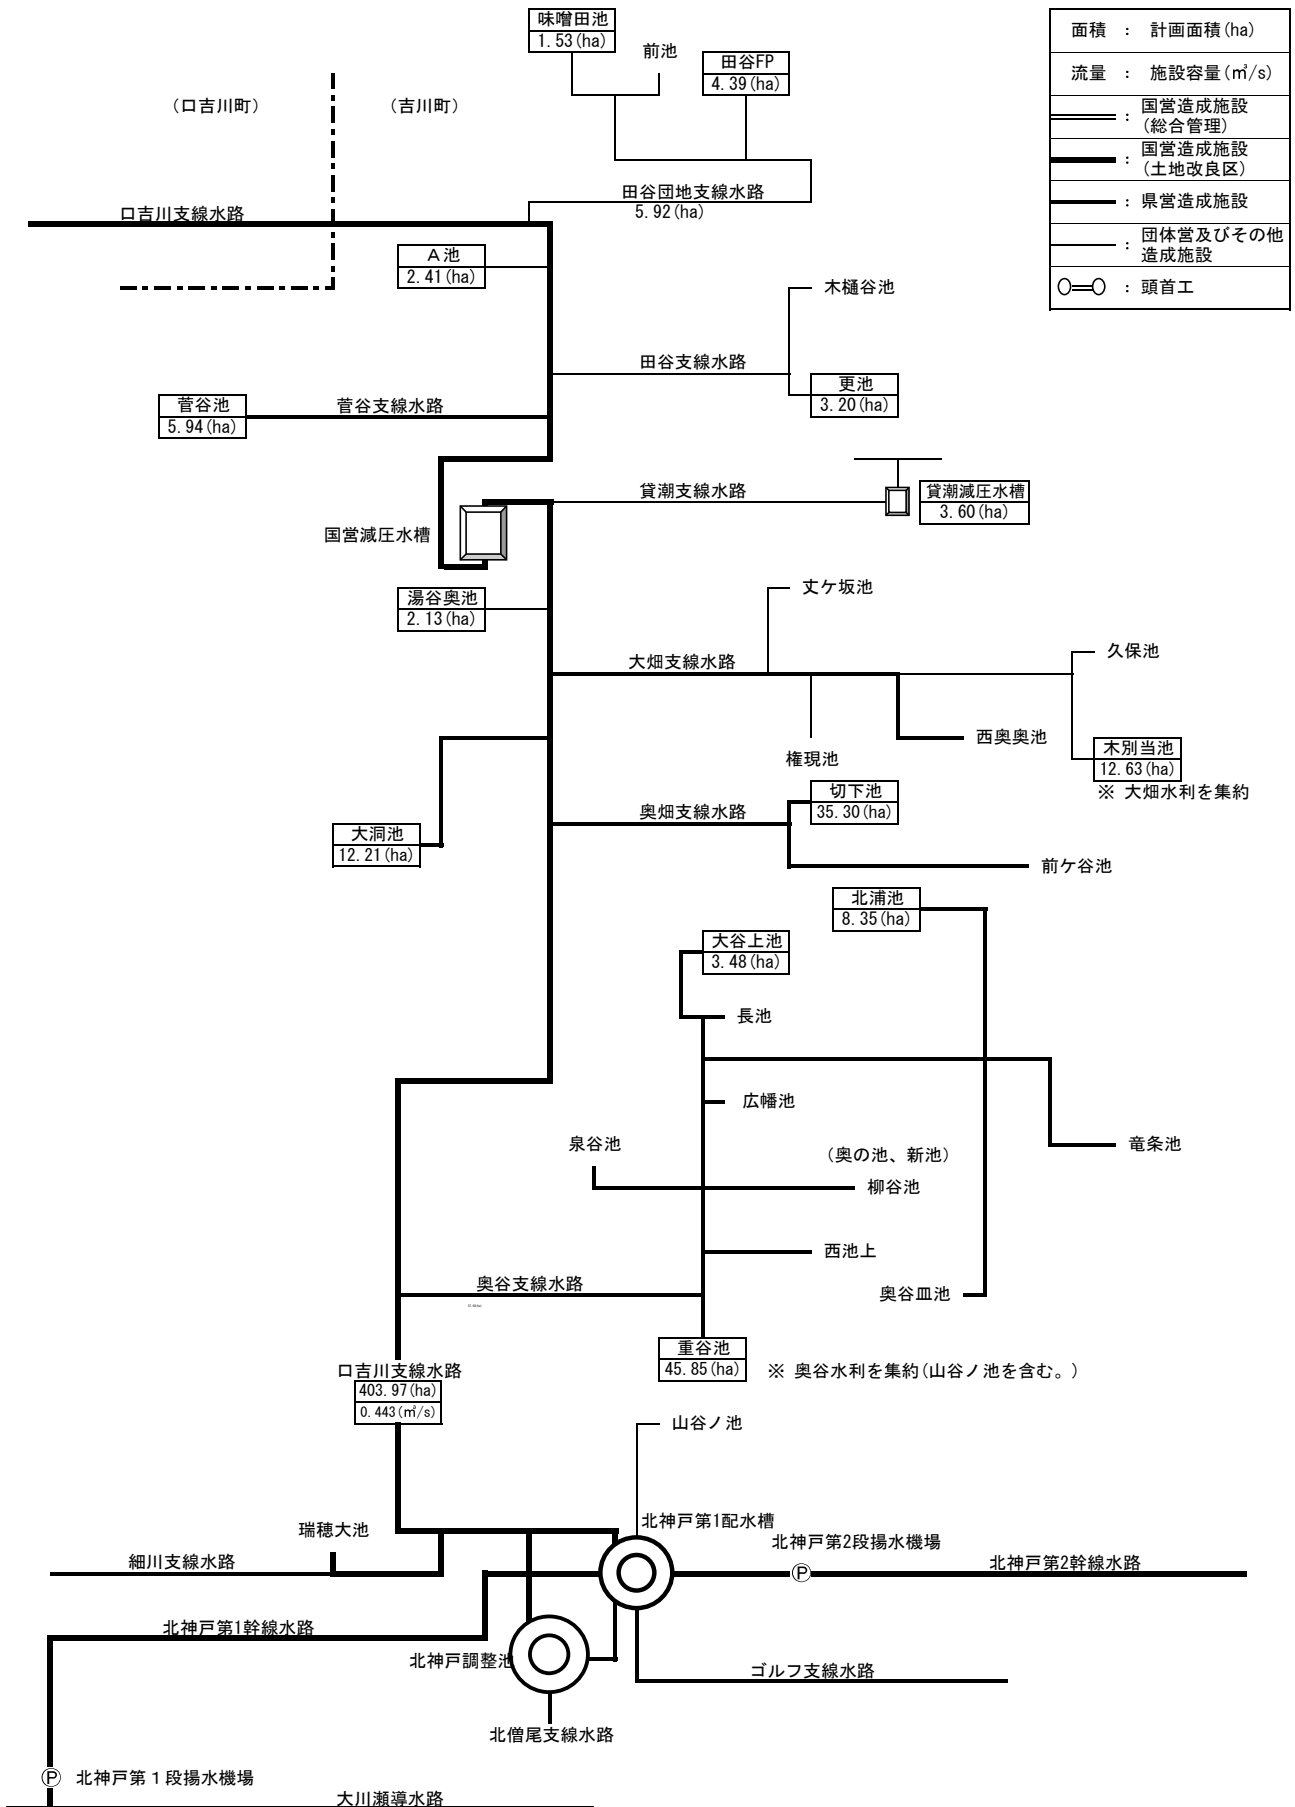 味噌田池
1.53(ha)
前池
田谷FP
4.39(ha)
面積 : 計画面積(ha)
流量 : 施設容量(㎥/s)
: 国営造成施設
(総合管理)
: 国営造成施設
(土地改良区)
: 県営造成施設
: 団体営及びその他
造成施設
: 頭首工
(口吉川町)
(吉川町)
田谷団地支線水路
5.92(ha)
口吉川支線水路
A池
2.41(ha)
木樋谷池
田谷支線水路
更池
3.20(ha)
菅谷池
5.94(ha)
菅谷支線水路
貸潮支線水路
貸潮減圧水槽
3.60(ha)
国営減圧水槽
湯谷奥池
2.13(ha)
丈ケ坂池
大畑支線水路
久保池
西奥奥池
権現池
木別当池
12.63(ha)
※ 大畑水利を集約
切下池
35.30(ha)
奥畑支線水路
大洞池
12.21(ha)
前ケ谷池
北浦池
8.35(ha)
大谷上池
3.48(ha)
長池
広幡池
泉谷池
(奥の池、新池)
竜条池
柳谷池
西池上
奥谷支線水路
奥谷皿池
重谷池
45.85(ha)
※ 奥谷水利を集約(山谷ノ池を含む。)
口吉川支線水路
403.97(ha)
0.443(㎥/s)
山谷ノ池
瑞穂大池
北神戸第1配水槽
北神戸第2段揚水機場
細川支線水路
P
北神戸第2幹線水路
北神戸第1幹線水路
北神戸調整池
ゴルフ支線水路
北僧尾支線水路
P 北神戸第1段揚水機場
大川瀬導水路